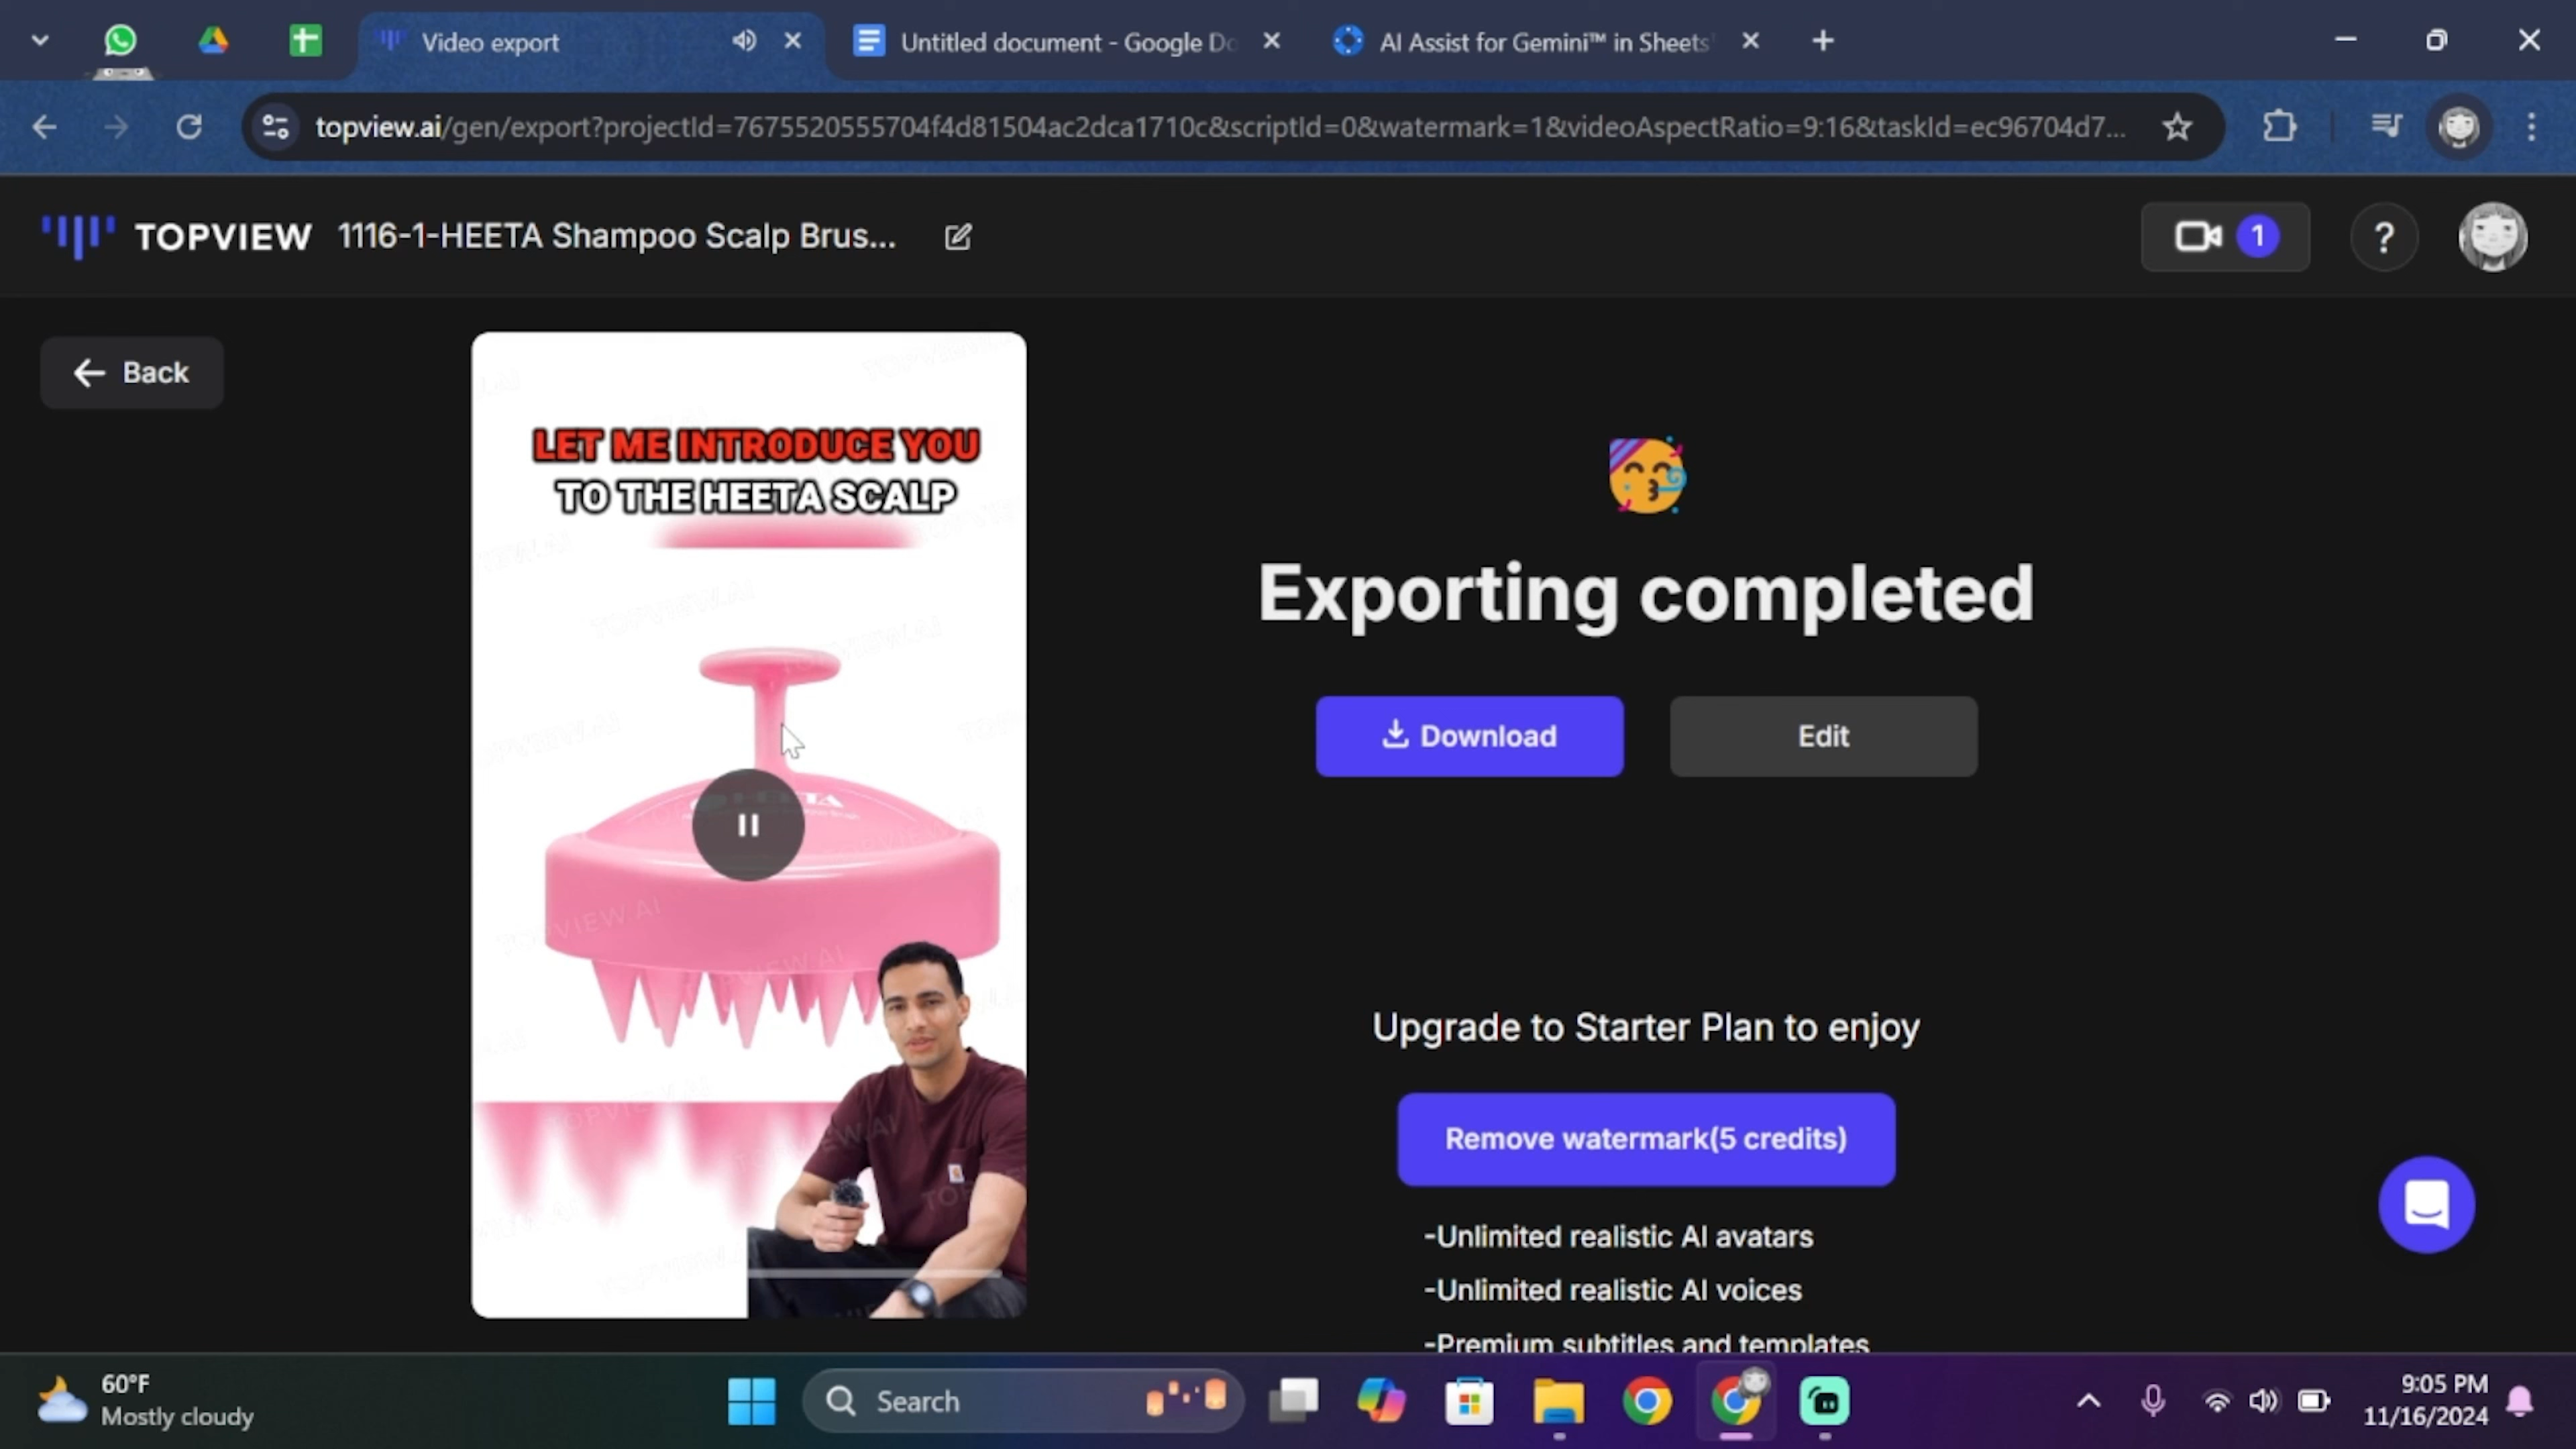 Video export
Untitled document - Google Do
AI Assist for Gemini™ in Sheets
topview.ai/gen/export?projectId=7675520555704f4d81504ac2dca1710c&scriptId=0&watermark=1&videoAspectRatio=9:16&taskId=ec96704d7...
TOPVIEW
1116-1-HEETA Shampoo Scalp Brus...
1
?
Back
LET ME INTRODUCE YOU
TO THE HEETA SCALP
TOPVIEW.AI
Exporting completed
Download
Edit
Upgrade to Starter Plan to enjoy
Remove watermark(5 credits)
-Unlimited realistic AI avatars
-Unlimited realistic AI voices
-Premium subtitles and templates
60°F
Mostly cloudy
Search
9:05 PM
11/16/2024